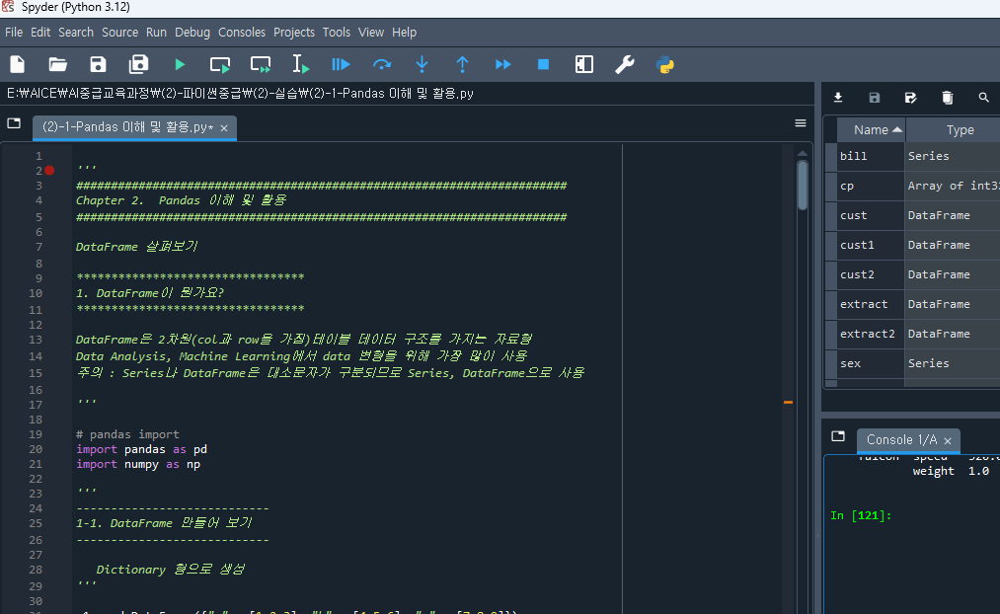 Spyder (Python 3.12)
File Edit Search Source Run Debug Consoles Projects Tools View Help
E:₩AICE₩AI중급교육과정₩(2)-파이썬중급₩(2)-실습₩(2)-1-Pandas 이해 및 활용.py
(2)-1-Pandas 이해 및 활용.py*
1
2 '''
3 #######################################################################
4 Chapter 2.  Pandas 이해 및 활용
5 #######################################################################
6
7 DataFrame 살펴보기
8
9 *********************************
10 1. DataFrame이 뭔가요?
11 *********************************
12
13 DataFrame은 2차원(col과 row을 가짐)테이블 데이터 구조를 가지는 자료형
14 Data Analysis, Machine Learning에서 data 변형을 위해 가장 많이 사용
15 주의 : Series나 DataFrame은 대소문자가 구분되므로 Series, DataFrame으로 사용
16
17 '''
18
19 # pandas import
20 import pandas as pd
21 import numpy as np
22
23 '''
24 ----------------------------
25 1-1. DataFrame 만들어 보기
26 ----------------------------
27
28 Dictionary 형으로 생성
29 '''
30
Name Type
bill Series
cp Array of int32
cust DataFrame
cust1 DataFrame
cust2 DataFrame
extract DataFrame
extract2 DataFrame
sex Series
Console 1/A
falcon speed 320.0
weight 1.0
In [121]: